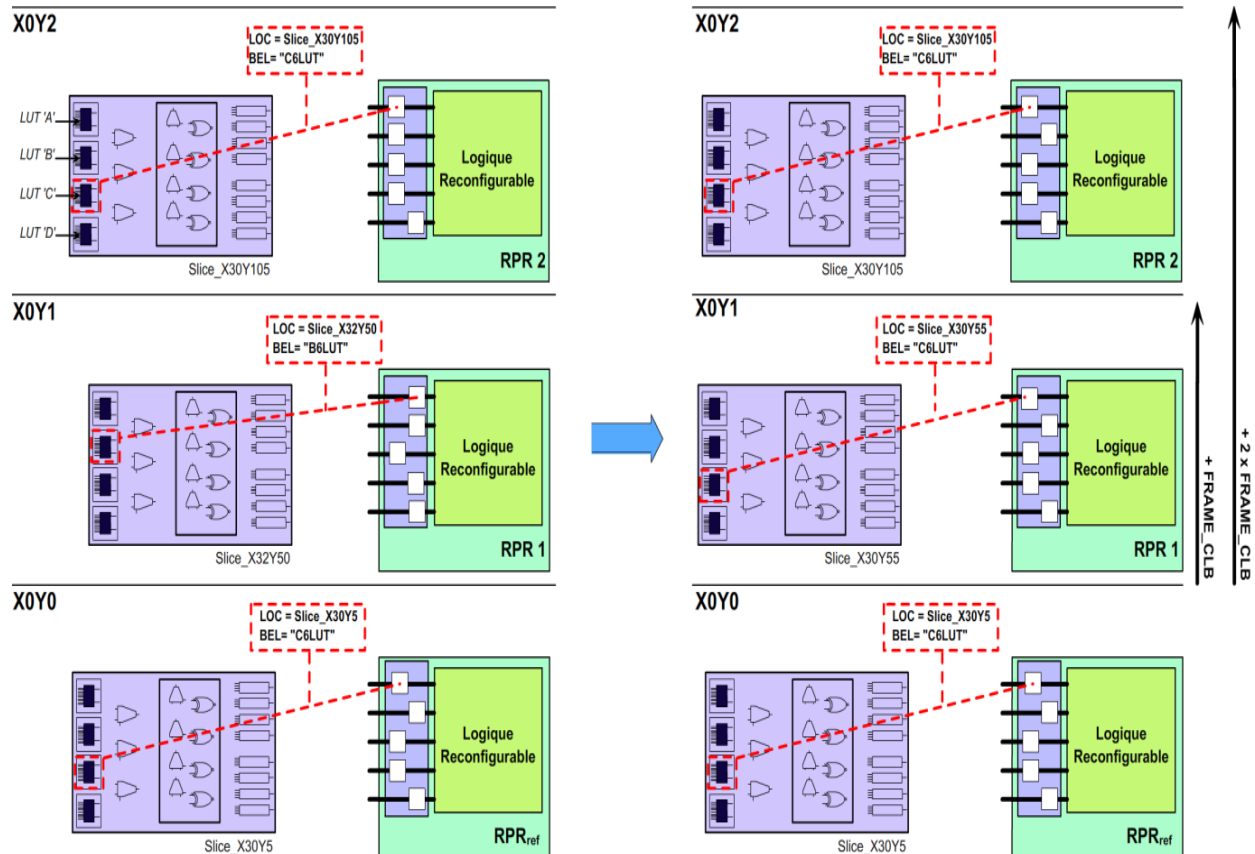 X0Y2
LOC = Slice_X30Y105
BEL= "C6LUT"
LUT 'A'
LUT 'B'
LUT 'C'
LUT 'D'
Slice_X30Y105
Logique
Reconfigurable
RPR 2
X0Y1
LOC = Slice_X32Y50
BEL= "B6LUT"
Slice_X32Y50
Logique
Reconfigurable
RPR 1
X0Y0
LOC = Slice_X30Y5
BEL= "C6LUT"
Slice_X30Y5
Logique
Reconfigurable
RPRref
X0Y2
LOC = Slice_X30Y105
BEL= "C6LUT"
Slice_X30Y105
Logique
Reconfigurable
RPR 2
X0Y1
LOC = Slice_X30Y55
BEL= "C6LUT"
Slice_X30Y55
Logique
Reconfigurable
RPR 1
X0Y0
LOC = Slice_X30Y5
BEL= "C6LUT"
Slice_X30Y5
Logique
Reconfigurable
RPRref
+ FRAME_CLB
+ 2 x FRAME_CLB